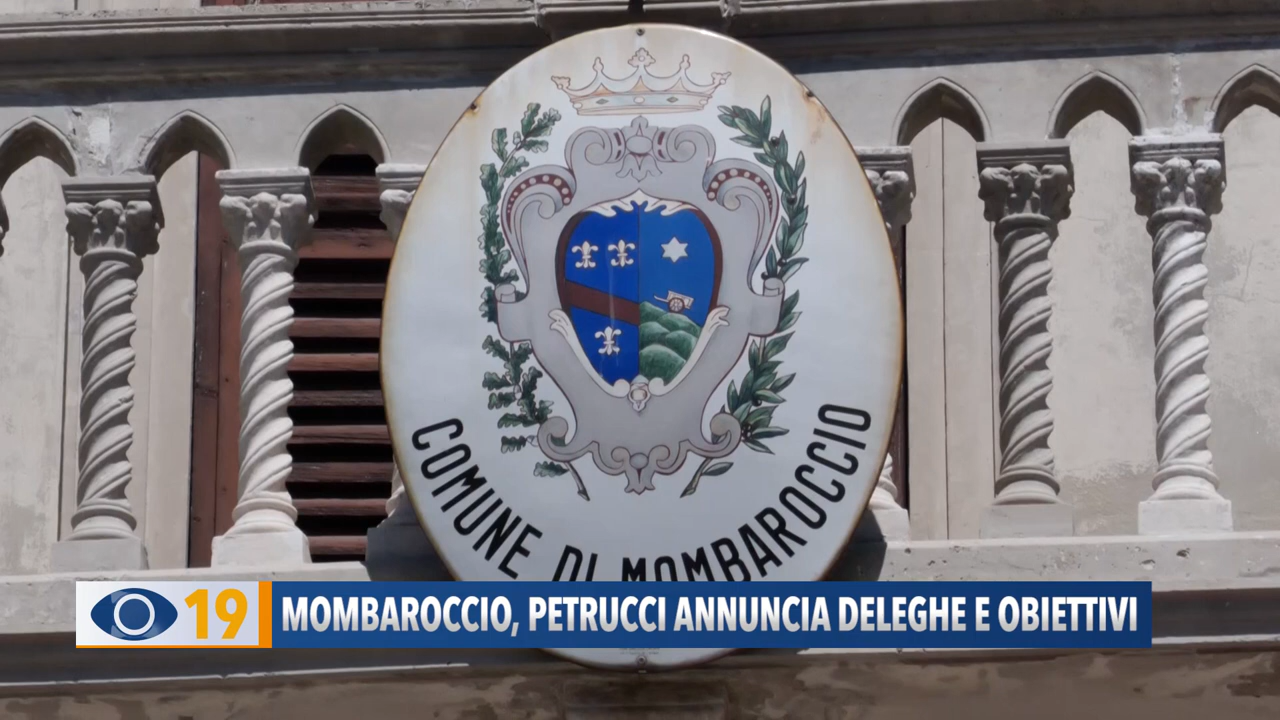 COMUNE DI MOMBAROCCIO
19
MOMBAROCCIO, PETRUCCI ANNUNCIA DELEGHE E OBIETTIVI